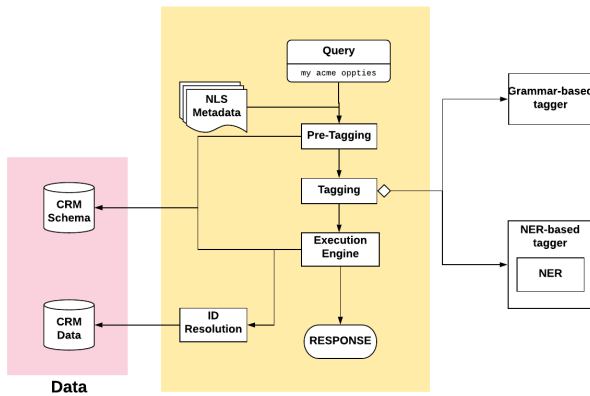 Query
my acme oppties
NLS
Metadata
Grammar-based
tagger
Pre-Tagging
Tagging
CRM
Schema
Execution
Engine
NER-based
tagger
NER
ID
Resolution
CRM
Data
RESPONSE
Data